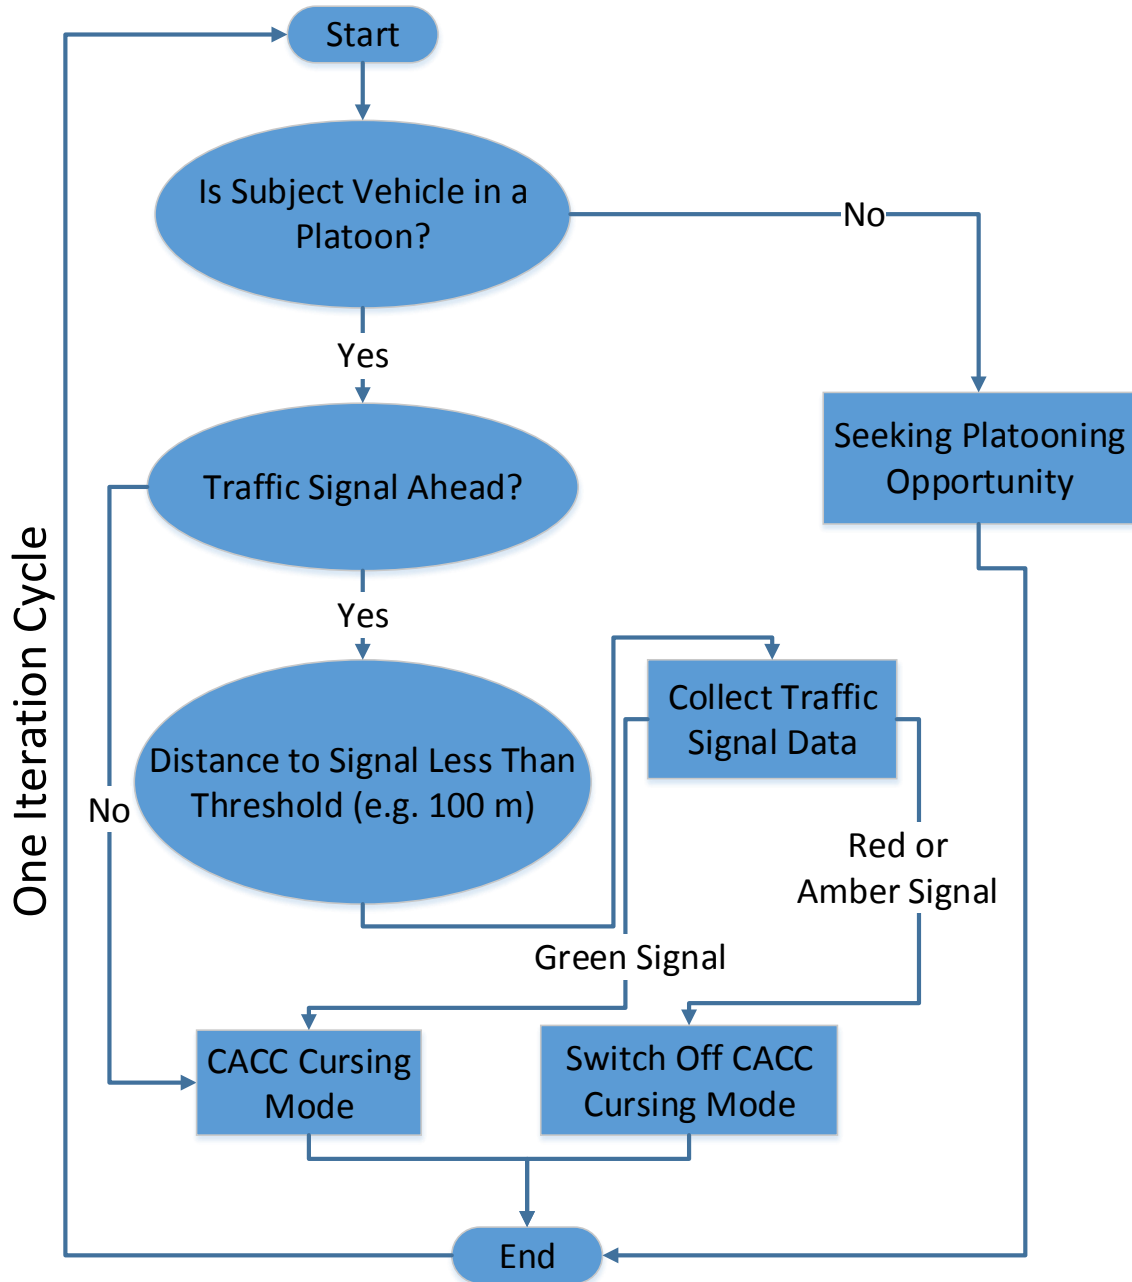 Start
Is Subject Vehicle in a
Platoon?
No
Yes
Seeking Platooning
Opportunity
Traffic Signal Ahead?
One Iteration Cycle
Yes
Collect Traffic
Signal Data
Distance to Signal Less Than
Threshold (e.g. 100 m)
No
Red or
Amber Signal
Green Signal
CACC Cursing
Mode
Switch Off CACC
Cursing Mode
End